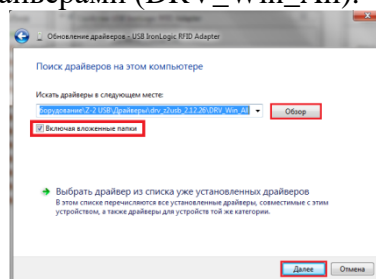 айверами (DRV_Win_All).
Обновление драйверов - USB IronLogic RFID Adapter
Поиск драйверов на этом компьютере
Искать драйверы в следующем месте:
борудование\Z-2 USB\Драйверы\drv_z2usb_2.12.26\DRV_Win_All
Обзор
Включая вложенные папки
Выбрать драйвер из списка уже установленных драйверов
В этом списке перечисляются все установленные драйверы, совместимые с этим
устройством, а также драйверы для устройств той же категории.
Далее Отмена